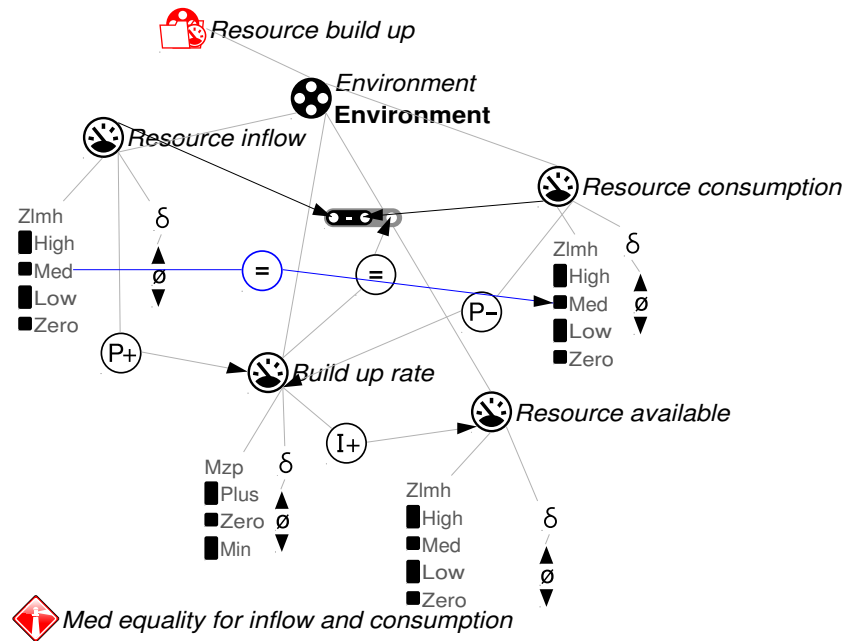 Resource build up
Environment
Environment
Resource inflow
Resource consumption
Zlmh
δ
High
Med
ø
Low
Zero
-
=
=
Zlmh
δ
High
Med
ø
Low
Zero
P-
P+
Build up rate
Resource available
I+
Mzp
δ
Plus
Zero
ø
Min
Zlmh
δ
High
Med
Low
ø
Zero
Med equality for inflow and consumption